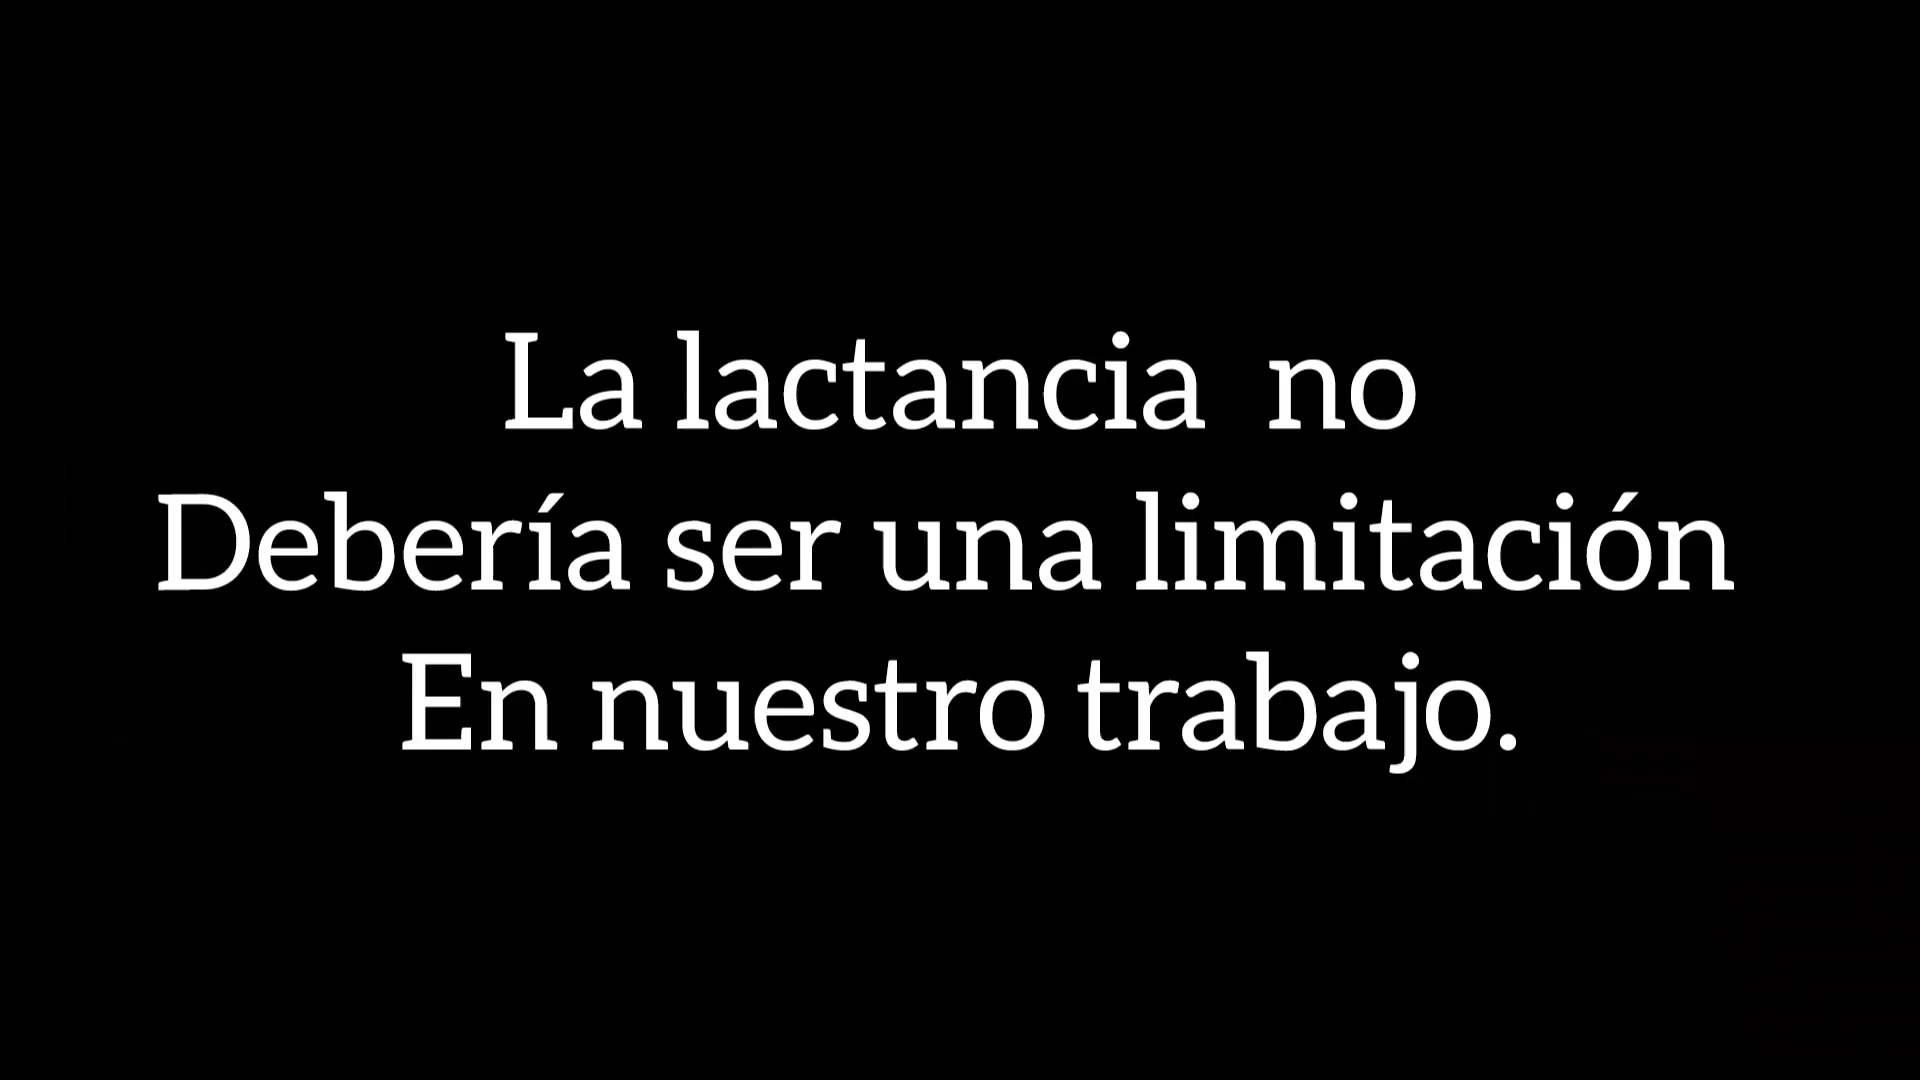 La lactancia  no
Debería ser una limitación
En nuestro trabajo.